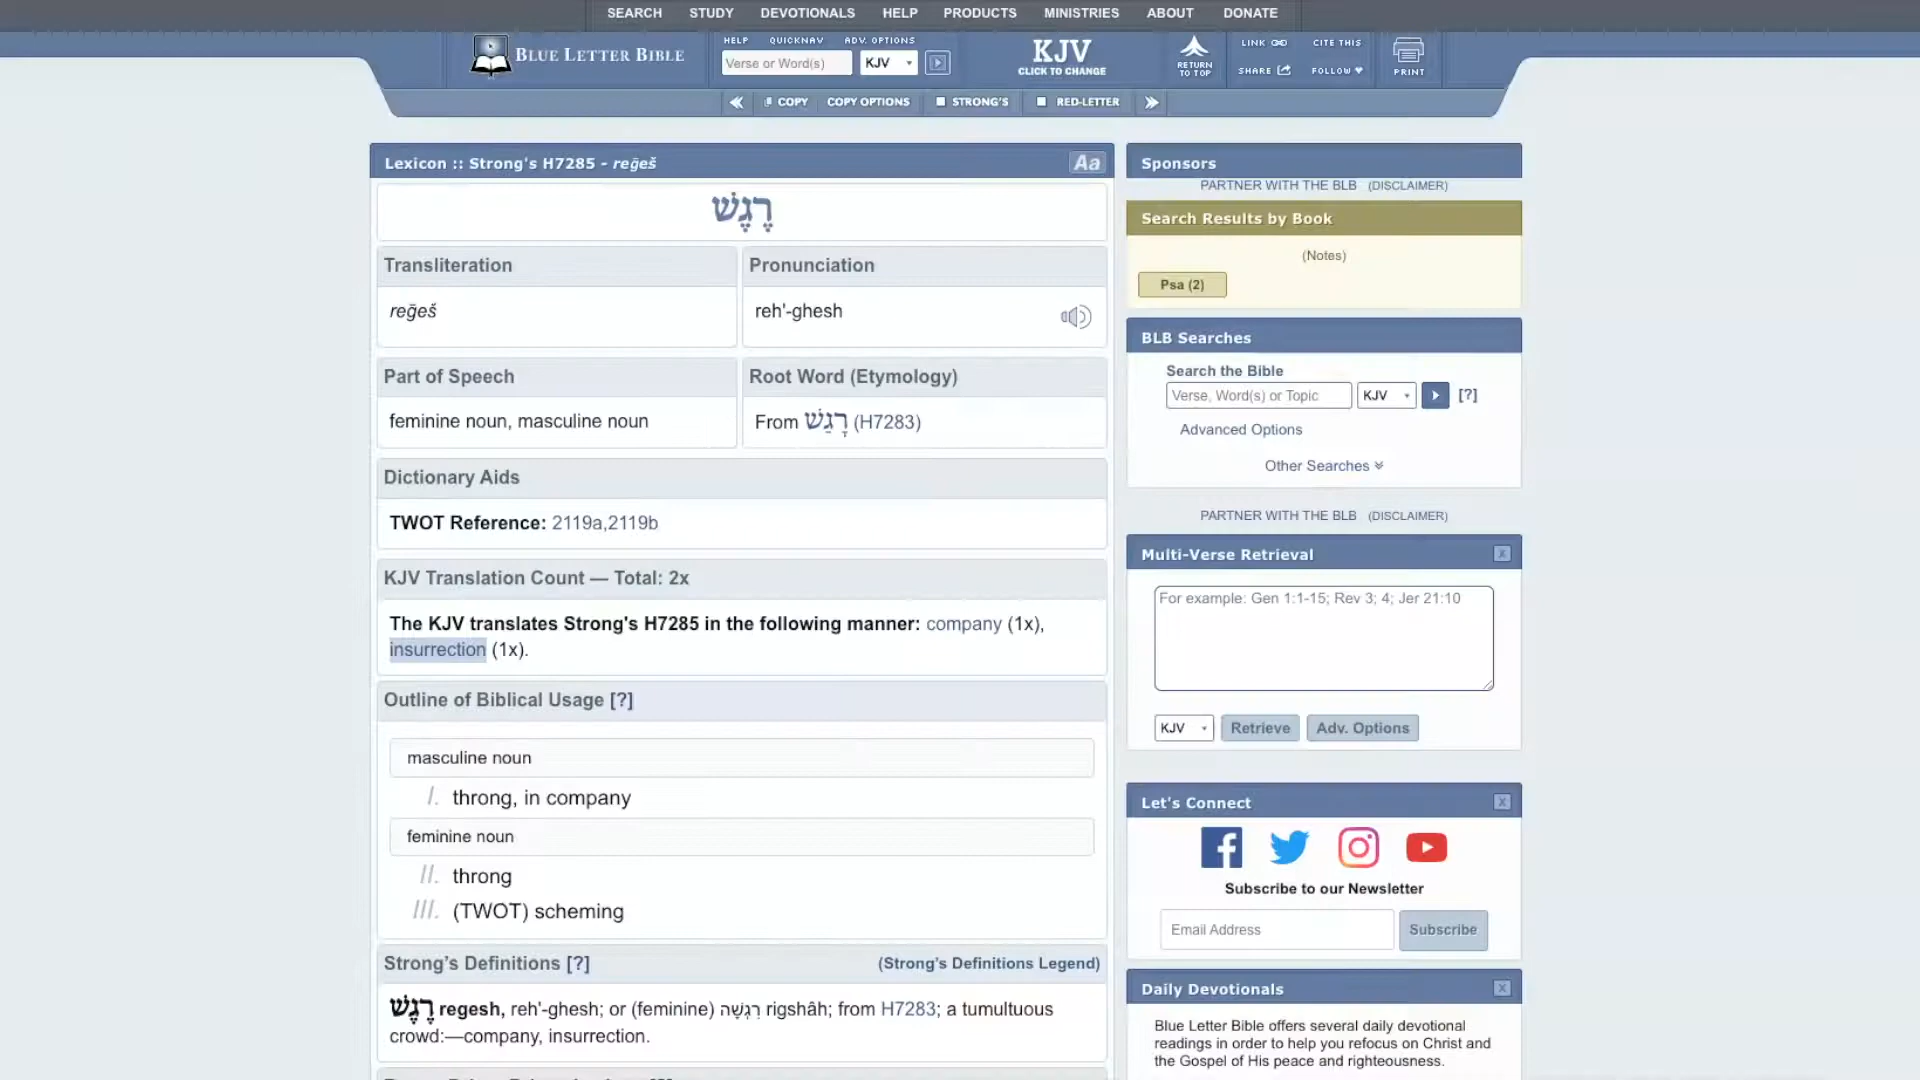 SEARCH STUDY DEVOTIONALS HELP PRODUCTS MINISTRIES ABOUT DONATE
BLUE LETTER BIBLE
HELP QUICKNAV ADV. OPTIONS
Verse or Word(s) KJV
KJV
CLICK TO CHANGE
RETURN
TO TOP
LINK CITE THIS
SHARE FOLLOW
PRINT
COPY COPY OPTIONS STRONG'S RED-LETTER
Lexicon :: Strong's H7285 - reḡeš
Aa
רֶגֶשׁ
Transliteration
reḡeš
Pronunciation
reh'-ghesh
Part of Speech
feminine noun, masculine noun
Root Word (Etymology)
From רָגַשׁ (H7283)
Dictionary Aids
TWOT Reference: 2119a,2119b
KJV Translation Count — Total: 2x
The KJV translates Strong's H7285 in the following manner: company (1x),
insurrection (1x).
Outline of Biblical Usage [?]
masculine noun
I. throng, in company
feminine noun
II. throng
III. (TWOT) scheming
Strong's Definitions [?] (Strong's Definitions Legend)
רֶגֶשׁ regesh, reh'-ghesh; or (feminine) רִגְשָׁה rigshâh; from H7283; a tumultuous
crowd:—company, insurrection.
Sponsors
PARTNER WITH THE BLB (DISCLAIMER)
Search Results by Book
(Notes)
Psa (2)
BLB Searches
Search the Bible
Verse, Word(s) or Topic KJV [?]
Advanced Options
Other Searches
PARTNER WITH THE BLB (DISCLAIMER)
Multi-Verse Retrieval
x
For example: Gen 1:1-15; Rev 3; 4; Jer 21:10
KJV Retrieve Adv. Options
Let's Connect
x
Subscribe to our Newsletter
Email Address Subscribe
Daily Devotionals
x
Blue Letter Bible offers several daily devotional
readings in order to help you refocus on Christ and
the Gospel of His peace and righteousness.